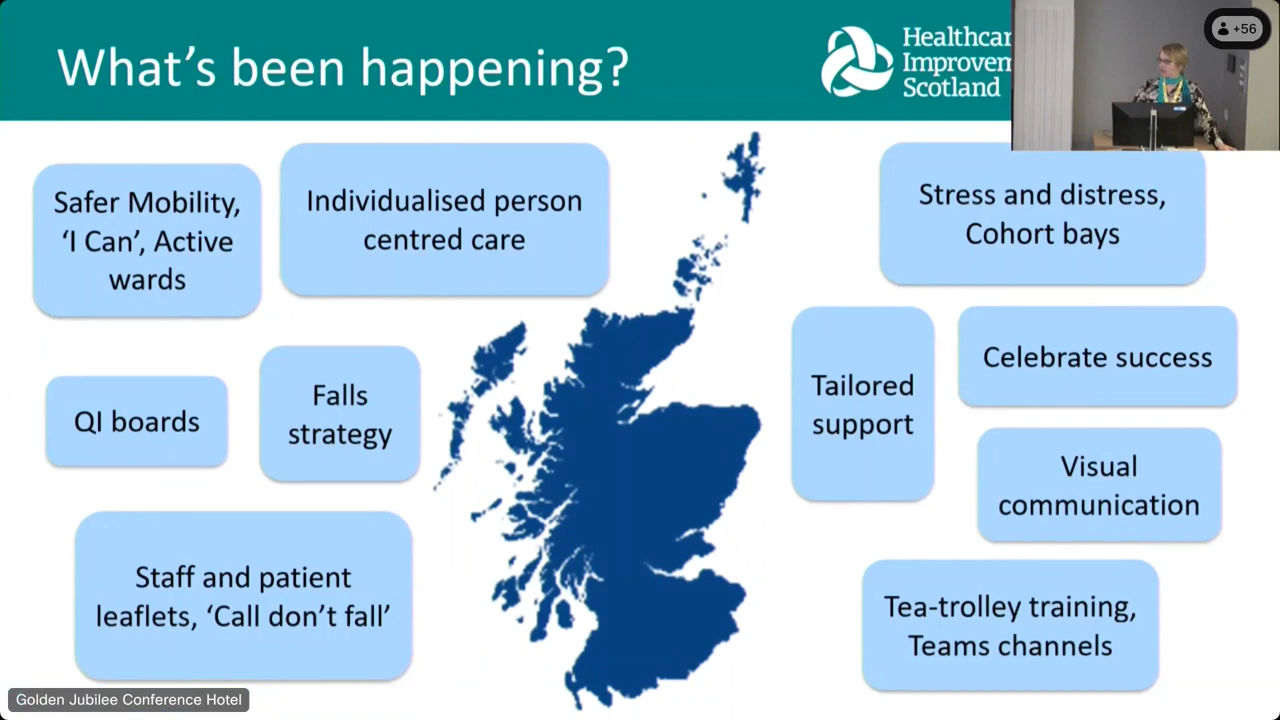 What's been happening?
Healthcar
Improvem
Scotland
+56
Safer Mobility,
‘I Can’, Active
wards
Individualised person
centred care
Stress and distress,
Cohort bays
QI boards
Falls
strategy
Tailored
support
Celebrate success
Visual
communication
Staff and patient
leaflets, ‘Call don’t fall’
Tea-trolley training,
Teams channels
Golden Jubilee Conference Hotel